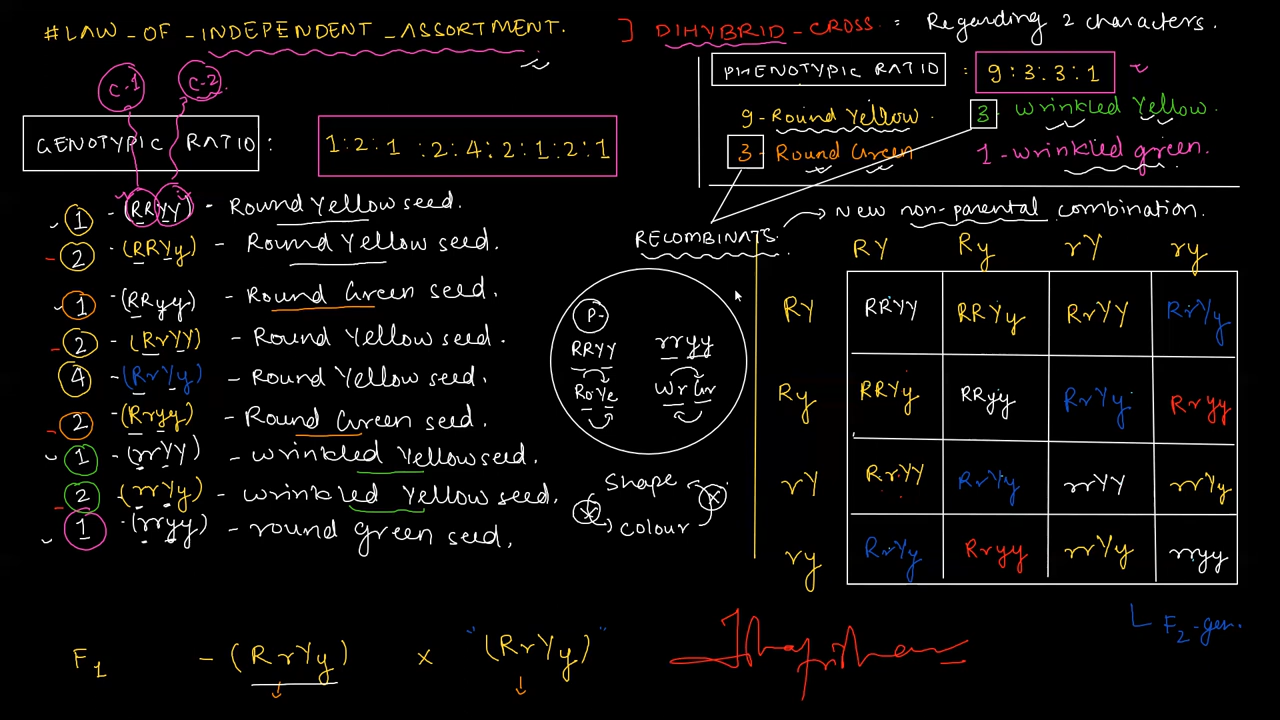 #LAW-OF-INDEPENDENT-ASSORTMENT.
] DIHYBRID-CROSS = Regarding 2 characters.
C-1 C-2
GENOTYPIC RATIO : 1:2:1 :2:4:2:1:2:1
PHENOTYPIC RATIO = 9:3:3:1
9-Round Yellow. 3 Wrinkled Yellow.
3-Round Green 1-wrinkled green.
1 -(RRYY) - Round Yellow seed.
2 -(RRYy) - Round Yellow seed.
1 -(RRyy) - Round Green seed.
2 -(RrYY) - Round Yellow seed.
4 -(RrYy) - Round Yellow seed.
2 -(Rryy) - Round Green seed.
1 -(rrYY) - wrinkled Yellow seed.
2 -(rrYy) - wrinkled Yellow seed.
1 -(rryy) - round green seed,
RECOMBINATS. → New non-parental combination.
P-
RRYY rryy
Ro Ye Wr Gr
Shape
x → colour x
RY Ry rY ry
RY RRYY RRYy RrYY RrYy
Ry RRYy RRyy RrYy Rryy
rY RrYY RrYy rrYY rrYy
ry RrYy Rryy rrYy rryy
F2-gen.
F1 - (RrYy) x "(RrYy)"